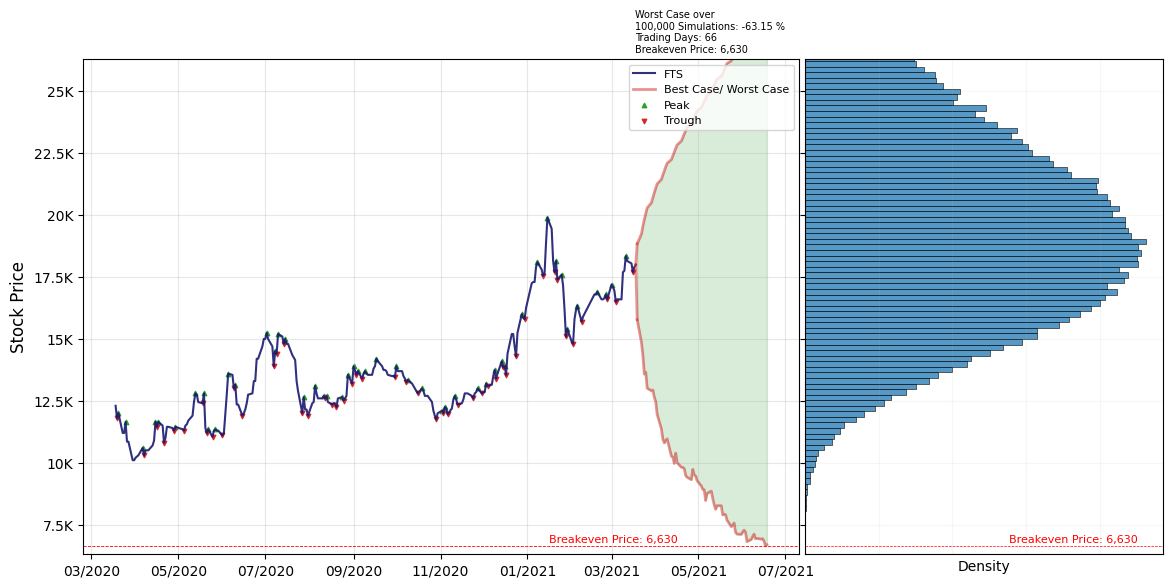 Worst Case over
100,000 Simulations: -63.15 %
Trading Days: 66
Breakeven Price: 6,630
FTS
Best Case/ Worst Case
Peak
Trough
Stock Price
25K
22.5K
20K
17.5K
15K
12.5K
10K
7.5K
Breakeven Price: 6,630
Breakeven Price: 6,630
03/2020 05/2020 07/2020 09/2020 11/2020 01/2021 03/2021 05/2021 07/2021
Density